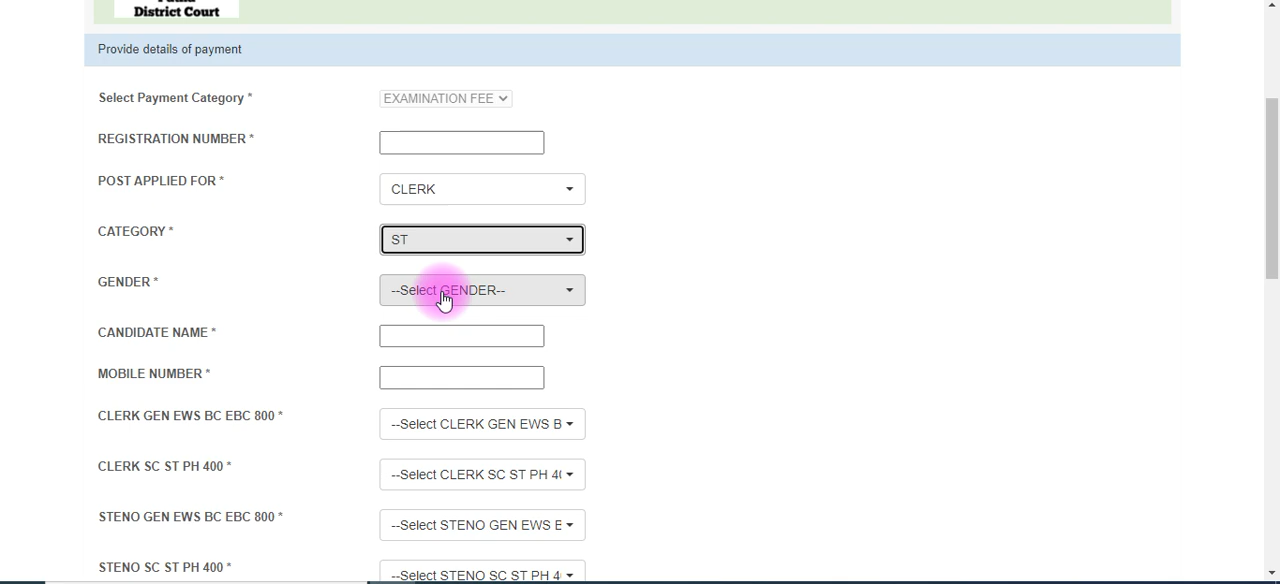 District Court
Provide details of payment
Select Payment Category *
EXAMINATION FEE
REGISTRATION NUMBER *
POST APPLIED FOR *
CLERK
CATEGORY *
ST
GENDER *
--Select GENDER--
CANDIDATE NAME *
MOBILE NUMBER *
CLERK GEN EWS BC EBC 800 *
--Select CLERK GEN EWS B
CLERK SC ST PH 400 *
--Select CLERK SC ST PH 4
STENO GEN EWS BC EBC 800 *
--Select STENO GEN EWS E
STENO SC ST PH 400 *
--Select STENO SC ST PH 4